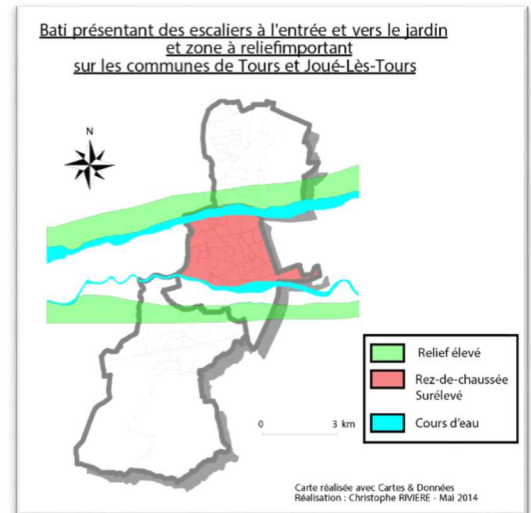 Bati présentant des escaliers à l'entrée et vers le jardin
et zone à reliefimportant
sur les communes de Tours et Joué-Lès-Tours
N
Relief élevé
Rez-de-chaussée
Surélevé
Cours d'eau
0 3 km
Carte réalisée avec Cartes & Données
Réalisation : Christophe RIVIERE - Mai 2014